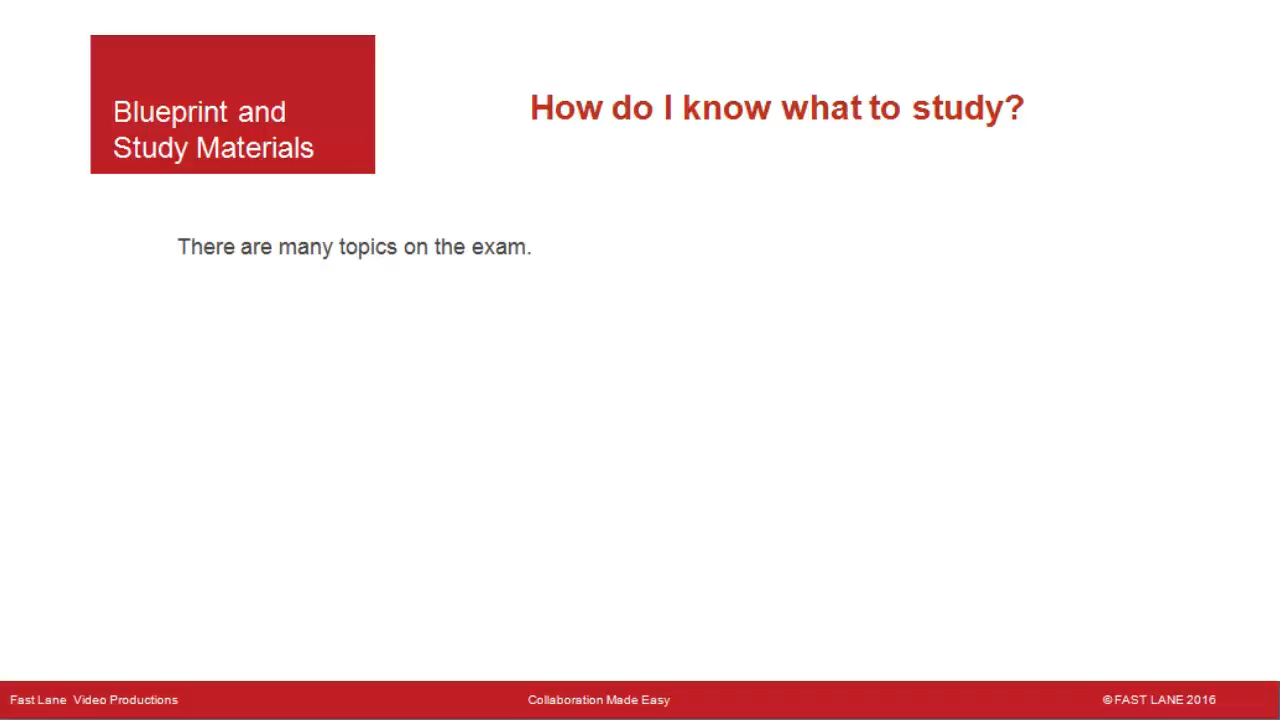 Blueprint and
Study Materials
How do I know what to study?
There are many topics on the exam.
Fast Lane Video Productions
Collaboration Made Easy
© FAST LANE 2016